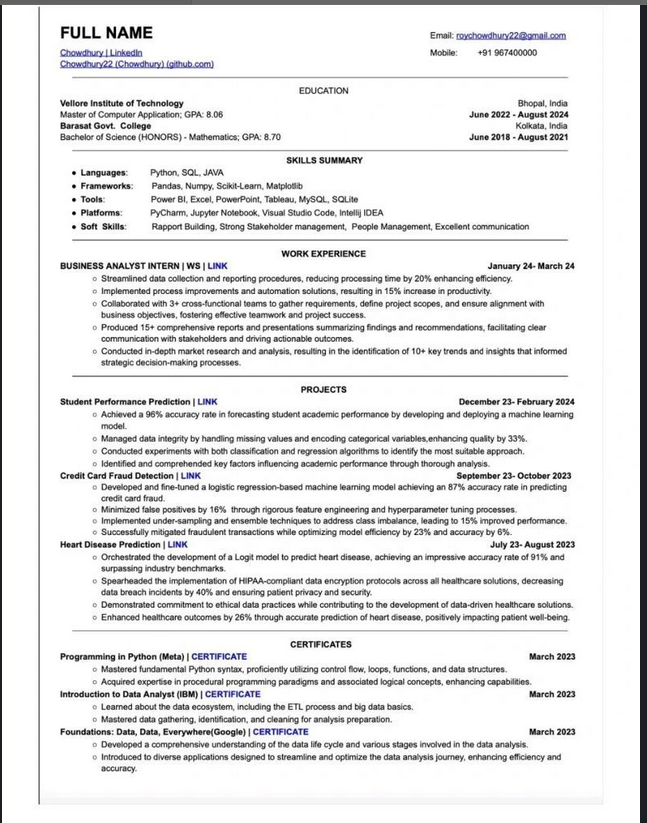 FULL NAME
Email: roychowdhury22@gmail.com
Chowdhury | LinkedIn
Mobile: +91 967400000
Chowdhury22 (Chowdhury) (github.com)
EDUCATION
Vellore Institute of Technology Bhopal, India
Master of Computer Application; GPA: 8.06 June 2022 - August 2024
Barasat Govt. College Kolkata, India
Bachelor of Science (HONORS) - Mathematics; GPA: 8.70 June 2018 - August 2021
SKILLS SUMMARY
• Languages: Python, SQL, JAVA
• Frameworks: Pandas, Numpy, Scikit-Learn, Matplotlib
• Tools: Power BI, Excel, PowerPoint, Tableau, MySQL, SQLite
• Platforms: PyCharm, Jupyter Notebook, Visual Studio Code, Intellij IDEA
• Soft Skills: Rapport Building, Strong Stakeholder management, People Management, Excellent communication
WORK EXPERIENCE
BUSINESS ANALYST INTERN | WS | LINK January 24- March 24
○ Streamlined data collection and reporting procedures, reducing processing time by 20% enhancing efficiency.
○ Implemented process improvements and automation solutions, resulting in 15% increase in productivity.
○ Collaborated with 3+ cross-functional teams to gather requirements, define project scopes, and ensure alignment with
business objectives, fostering effective teamwork and project success.
○ Produced 15+ comprehensive reports and presentations summarizing findings and recommendations, facilitating clear
communication with stakeholders and driving actionable outcomes.
○ Conducted in-depth market research and analysis, resulting in the identification of 10+ key trends and insights that informed
strategic decision-making processes.
PROJECTS
Student Performance Prediction | LINK December 23- February 2024
○ Achieved a 96% accuracy rate in forecasting student academic performance by developing and deploying a machine learning
model.
○ Managed data integrity by handling missing values and encoding categorical variables,enhancing quality by 33%.
○ Conducted experiments with both classification and regression algorithms to identify the most suitable approach.
○ Identified and comprehended key factors influencing academic performance through thorough analysis.
Credit Card Fraud Detection | LINK September 23- October 2023
○ Developed and fine-tuned a logistic regression-based machine learning model achieving an 87% accuracy rate in predicting
credit card fraud.
○ Minimized false positives by 16% through rigorous feature engineering and hyperparameter tuning processes.
○ Implemented under-sampling and ensemble techniques to address class imbalance, leading to 15% improved performance.
○ Successfully mitigated fraudulent transactions while optimizing model efficiency by 23% and accuracy by 6%.
Heart Disease Prediction | LINK July 23- August 2023
○ Orchestrated the development of a Logit model to predict heart disease, achieving an impressive accuracy rate of 91% and
surpassing industry benchmarks.
○ Spearheaded the implementation of HIPAA-compliant data encryption protocols across all healthcare solutions, decreasing
data breach incidents by 40% and ensuring patient privacy and security.
○ Demonstrated commitment to ethical data practices while contributing to the development of data-driven healthcare solutions.
○ Enhanced healthcare outcomes by 26% through accurate prediction of heart disease, positively impacting patient well-being.
CERTIFICATES
Programming in Python (Meta) | CERTIFICATE March 2023
○ Mastered fundamental Python syntax, proficiently utilizing control flow, loops, functions, and data structures.
○ Acquired expertise in procedural programming paradigms and associated logical concepts, enhancing capabilities.
Introduction to Data Analyst (IBM) | CERTIFICATE March 2023
○ Learned about the data ecosystem, including the ETL process and big data basics.
○ Mastered data gathering, identification, and cleaning for analysis preparation.
Foundations: Data, Data, Everywhere(Google) | CERTIFICATE March 2023
○ Developed a comprehensive understanding of the data life cycle and various stages involved in the data analysis.
○ Introduced to diverse applications designed to streamline and optimize the data analysis journey, enhancing efficiency and
accuracy.